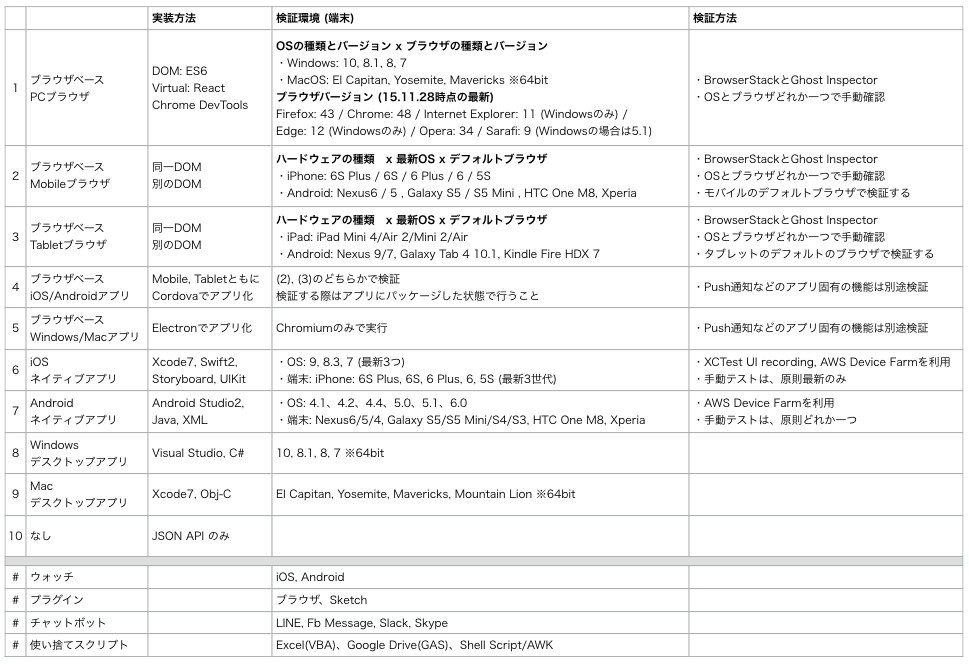 実装方法
検証環境 (端末)
検証方法
1
ブラウザベース
PCブラウザ
DOM: ES6
Virtual: React
Chrome DevTools
OSの種類とバージョン x ブラウザの種類とバージョン
・Windows: 10, 8.1, 8, 7
・MacOS: El Capitan, Yosemite, Mavericks ※64bit
ブラウザバージョン (15.11.28時点の最新)
Firefox: 43 / Chrome: 48 / Internet Explorer: 11 (Windowsのみ) /
Edge: 12 (Windowsのみ) / Opera: 34 / Sarafi: 9 (Windowsの場合は5.1)
・BrowserStackとGhost Inspector
・OSとブラウザどれか一つで手動確認
2
ブラウザベース
Mobileブラウザ
同一DOM
別のDOM
ハードウェアの種類　x 最新OS x デフォルトブラウザ
・iPhone: 6S Plus / 6S / 6 Plus / 6 / 5S
・Android: Nexus6 / 5 , Galaxy S5 / S5 Mini , HTC One M8, Xperia
・BrowserStackとGhost Inspector
・OSとブラウザどれか一つで手動確認
・モバイルのデフォルトブラウザで検証する
3
ブラウザベース
Tabletブラウザ
同一DOM
別のDOM
ハードウェアの種類　x 最新OS x デフォルトブラウザ
・iPad: iPad Mini 4/Air 2/Mini 2/Air
・Android: Nexus 9/7, Galaxy Tab 4 10.1, Kindle Fire HDX 7
・BrowserStackとGhost Inspector
・OSとブラウザどれか一つで手動確認
・タブレットのデフォルトのブラウザで検証する
4
ブラウザベース
iOS/Androidアプリ
Mobile, Tabletともに
Cordovaでアプリ化
(2), (3)のどちらかで検証
検証する際はアプリにパッケージした状態で行うこと
・Push通知などのアプリ固有の機能は別途検証
5
ブラウザベース
Windows/Macアプリ
Electronでアプリ化
Chromiumのみで実行
・Push通知などのアプリ固有の機能は別途検証
6
iOS
ネイティブアプリ
Xcode7, Swift2,
Storyboard, UIKit
・OS: 9, 8.3, 7 (最新3つ)
・端末: iPhone: 6S Plus, 6S, 6 Plus, 6, 5S (最新3世代)
・XCTest UI recording, AWS Device Farmを利用
・手動テストは、原則最新のみ
7
Android
ネイティブアプリ
Android Studio2,
Java, XML
・OS: 4.1、4.2、4.4、5.0、5.1、6.0
・端末: Nexus6/5/4, Galaxy S5/S5 Mini/S4/S3, HTC One M8, Xperia
・AWS Device Farmを利用
・手動テストは、原則どれか一つ
8
Windows
デスクトップアプリ
Visual Studio, C#
10, 8.1, 8, 7 ※64bit
9
Mac
デスクトップアプリ
Xcode7, Obj-C
El Capitan, Yosemite, Mavericks, Mountain Lion ※64bit
10
なし
JSON API のみ
#
ウォッチ
iOS, Android
#
プラグイン
ブラウザ、Sketch
#
チャットボット
LINE, Fb Message, Slack, Skype
#
使い捨てスクリプト
Excel(VBA)、Google Drive(GAS)、Shell Script/AWK